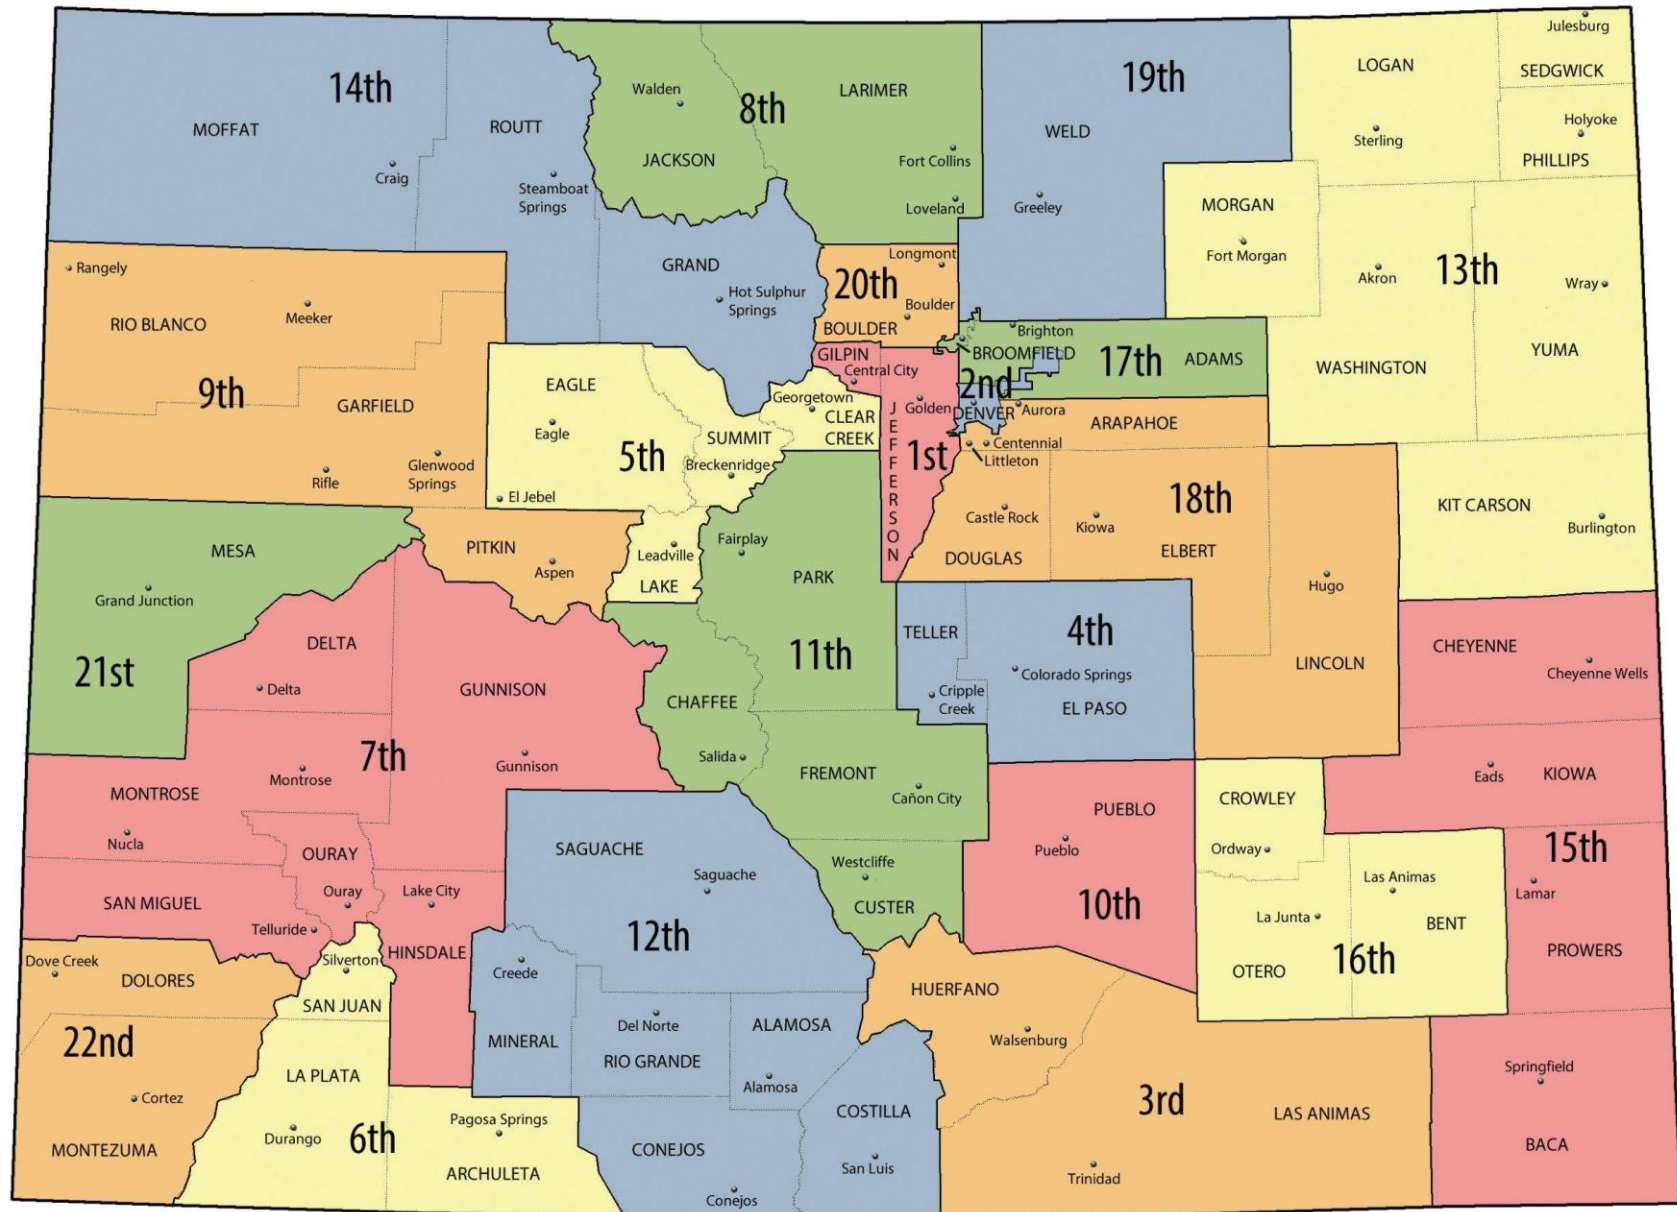 14th
MOFFAT
Craig
ROUTT
Steamboat
Springs
GRAND
Hot Sulphur
Springs
8th
Walden
JACKSON
LARIMER
Fort Collins
Loveland
19th
WELD
Greeley
13th
LOGAN
Sterling
Julesburg
SEDGWICK
Holyoke
PHILLIPS
MORGAN
Fort Morgan
Akron
WASHINGTON
Wray
YUMA
KIT CARSON
Burlington
9th
Rangely
RIO BLANCO
Meeker
GARFIELD
Rifle
Glenwood
Springs
PITKIN
Aspen
20th
Longmont
Boulder
BOULDER
BROOMFIELD
17th
Brighton
ADAMS
2nd
DENVER
1st
GILPIN
Central City
Golden
JEFFERSON
5th
EAGLE
Eagle
El Jebel
SUMMIT
Breckenridge
Georgetown
CLEAR
CREEK
Leadville
LAKE
18th
Aurora
ARAPAHOE
Centennial
Littleton
Castle Rock
DOUGLAS
Kiowa
ELBERT
Hugo
LINCOLN
21st
MESA
Grand Junction
7th
DELTA
Delta
GUNNISON
Gunnison
MONTROSE
Montrose
Nucla
OURAY
Ouray
SAN MIGUEL
Telluride
Lake City
HINSDALE
11th
Fairplay
PARK
CHAFFEE
Salida
FREMONT
Cañon City
Westcliffe
CUSTER
4th
TELLER
Cripple
Creek
Colorado Springs
EL PASO
15th
CHEYENNE
Cheyenne Wells
Eads
KIOWA
Lamar
PROWERS
Springfield
BACA
10th
PUEBLO
Pueblo
16th
CROWLEY
Ordway
La Junta
OTERO
Las Animas
BENT
12th
SAGUACHE
Saguache
Creede
MINERAL
Del Norte
RIO GRANDE
ALAMOSA
Alamosa
CONEJOS
Conejos
COSTILLA
San Luis
22nd
Dove Creek
DOLORES
Cortez
MONTEZUMA
6th
Silverton
SAN JUAN
LA PLATA
Durango
Pagosa Springs
ARCHULETA
3rd
HUERFANO
Walsenburg
LAS ANIMAS
Trinidad